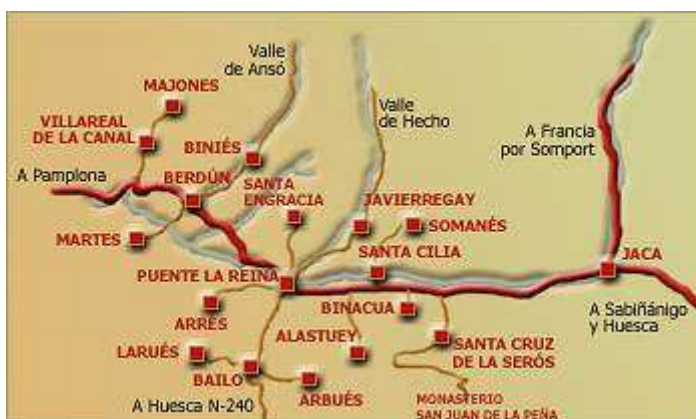 Valle
de Ansó
MAJONES
Valle
de Hecho
VILLAREAL
DE LA CANAL
A Francia
por Somport
BINIÉS
A Pamplona
BERDÚN
SANTA
ENGRACIA
JAVIERREGAY
SOMANÉS
MARTES
SANTA CILIA
JACA
PUENTE LA REINA
ARRÉS
BINACUA
A Sabiñánigo
y Huesca
ALASTUEY
SANTA CRUZ
DE LA SERÓS
LARUÉS
BAILO
ARBUÉS
MONASTERIO
SAN JUAN DE LA PEÑA
A Huesca N-240